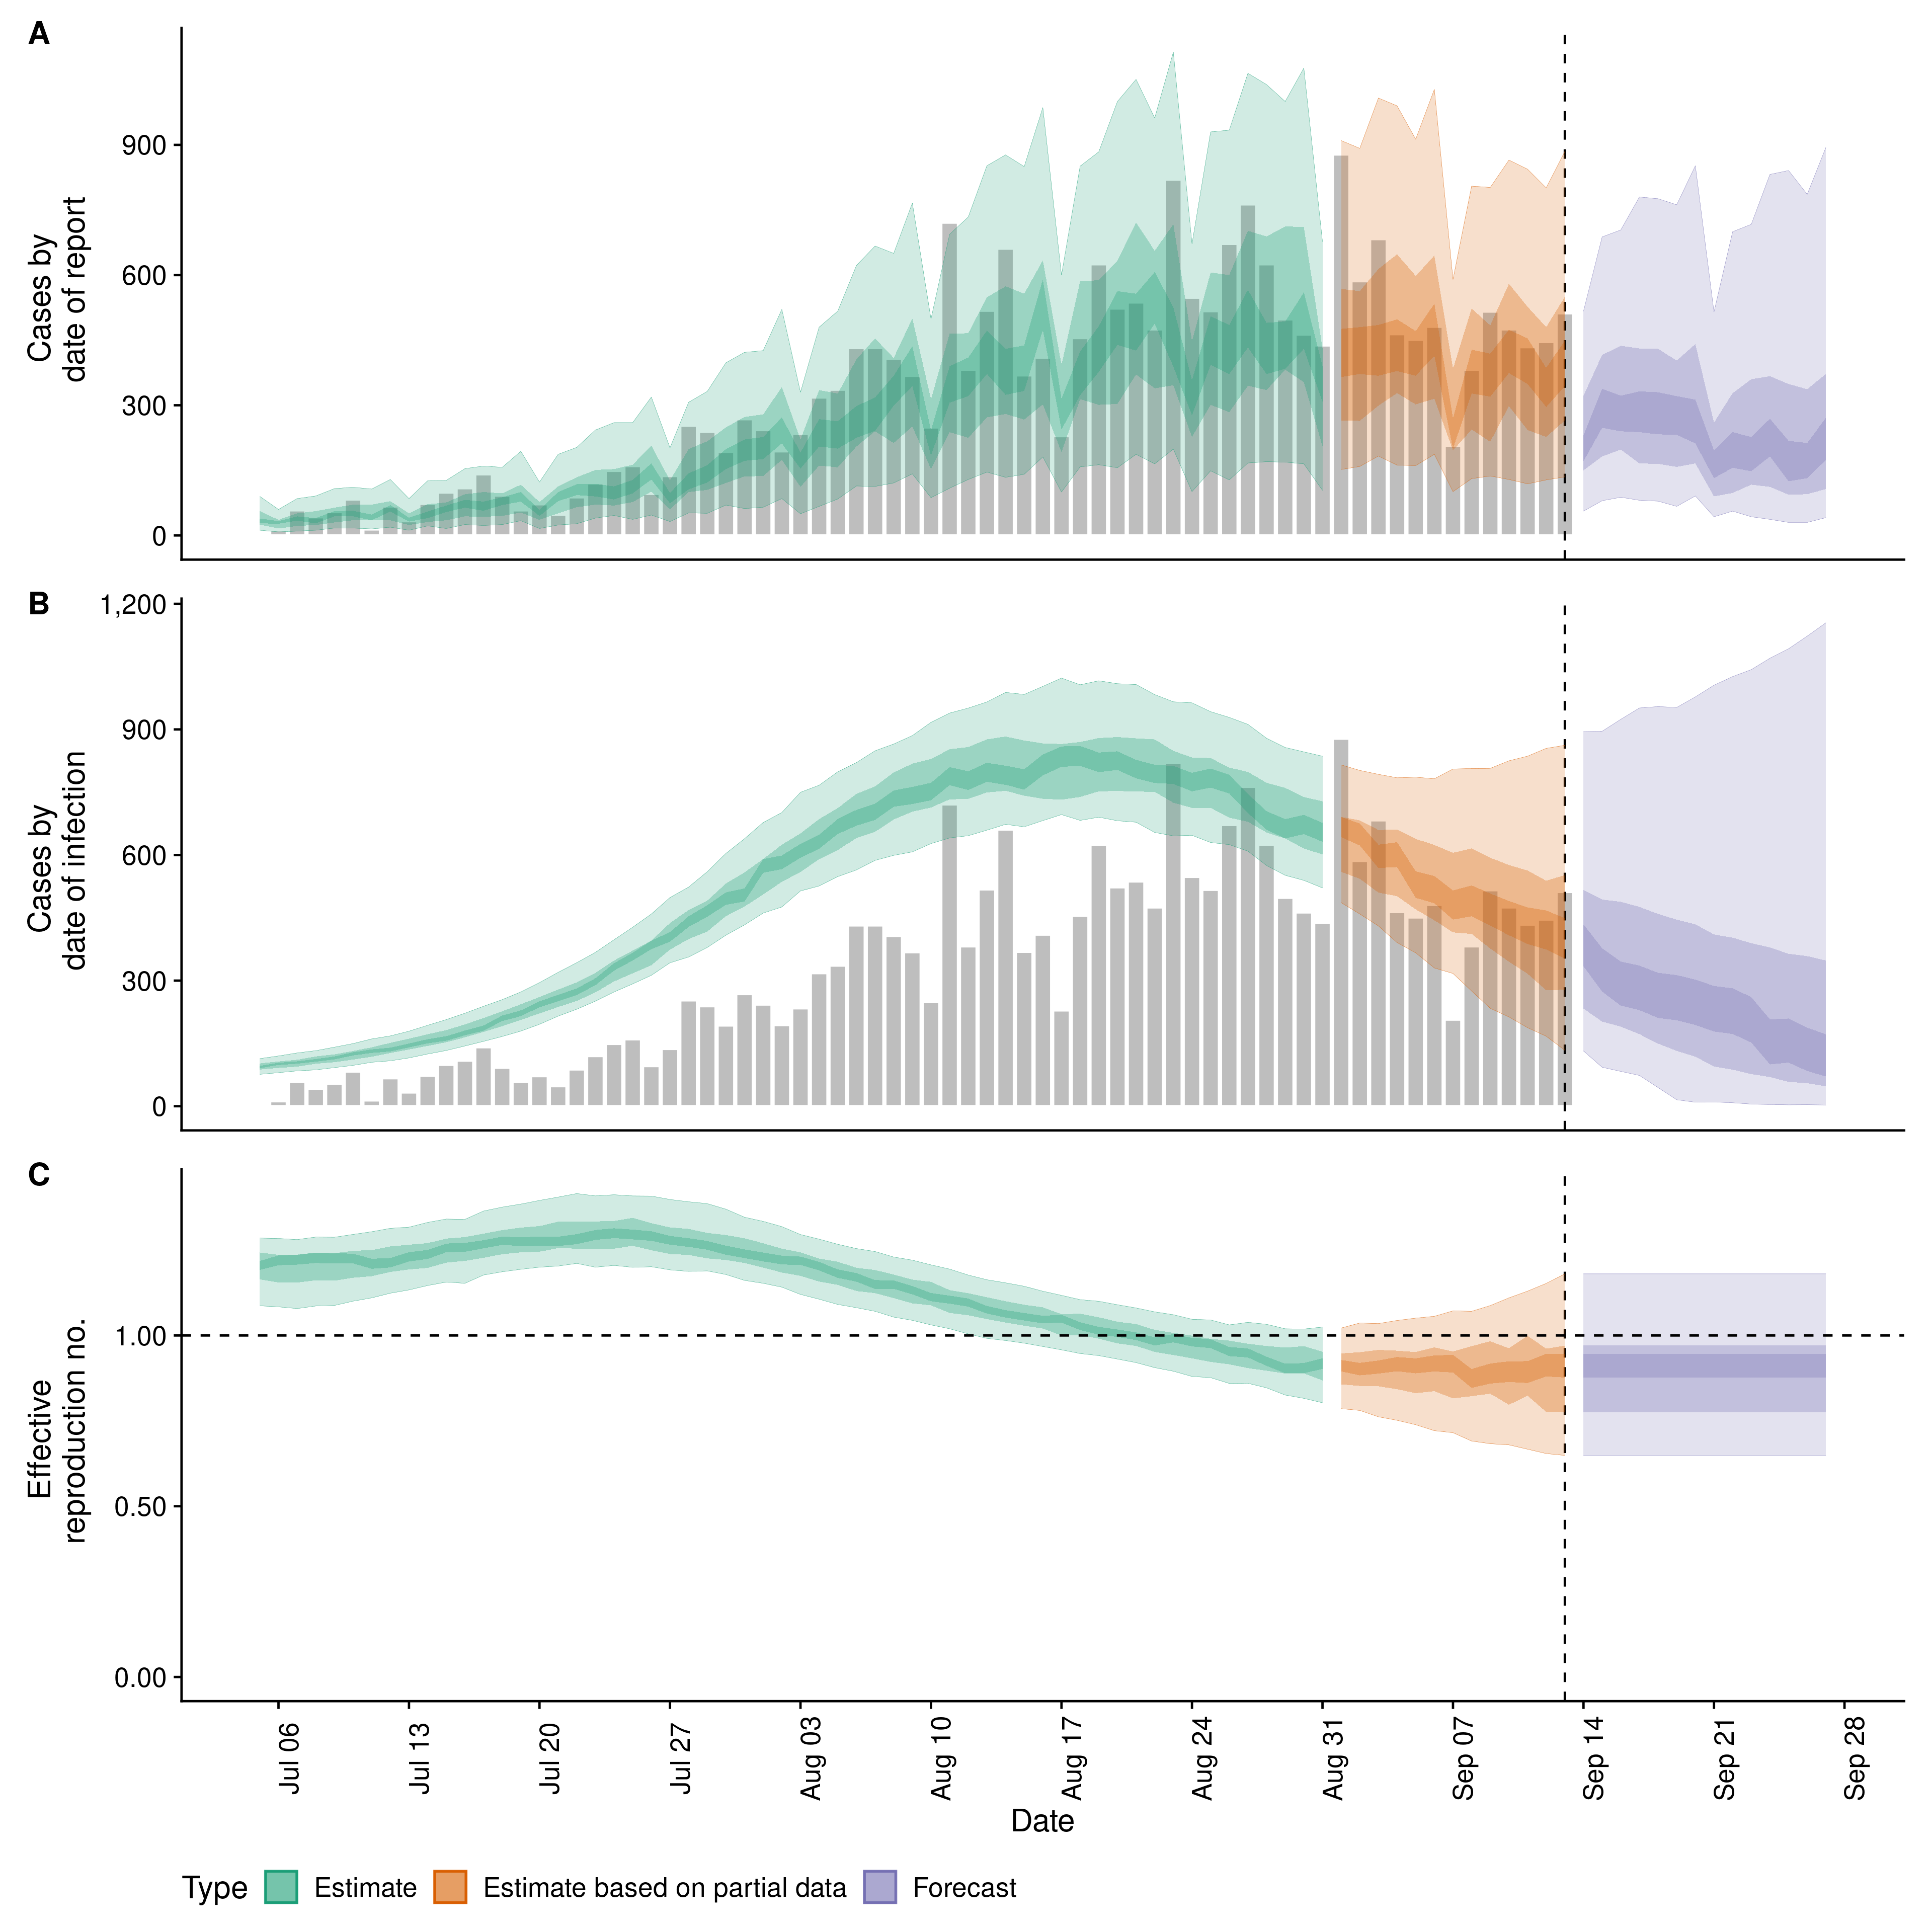 A
Cases by
date of report
900
600
300
0
B
Cases by
date of infection
1,200
900
600
300
0
C
Effective
reproduction no.
1.00
0.50
0.00
Jul 06
Jul 13
Jul 20
Jul 27
Aug 03
Aug 10
Aug 17
Aug 24
Aug 31
Sep 07
Sep 14
Sep 21
Sep 28
Date
Type Estimate Estimate based on partial data Forecast